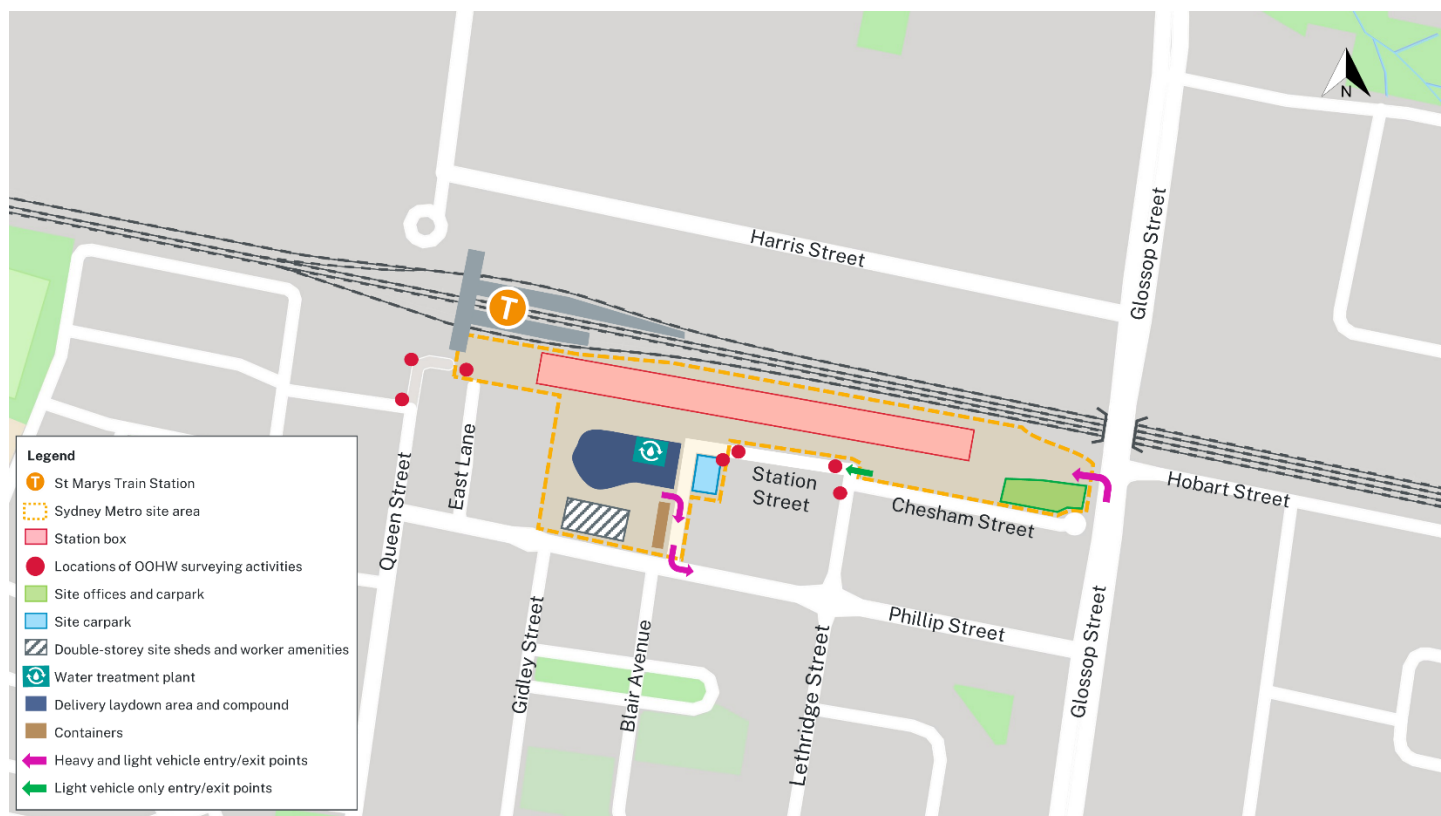 N
Harris Street
Glossop Street
T
Hobart Street
Station
Street
Chesham Street
East Lane
Queen Street
Phillip Street
Gidley Street
Blair Avenue
Lethridge Street
Glossop Street
Legend
T St Marys Train Station
Sydney Metro site area
Station box
Locations of OOHW surveying activities
Site offices and carpark
Site carpark
Double-storey site sheds and worker amenities
Water treatment plant
Delivery laydown area and compound
Containers
Heavy and light vehicle entry/exit points
Light vehicle only entry/exit points